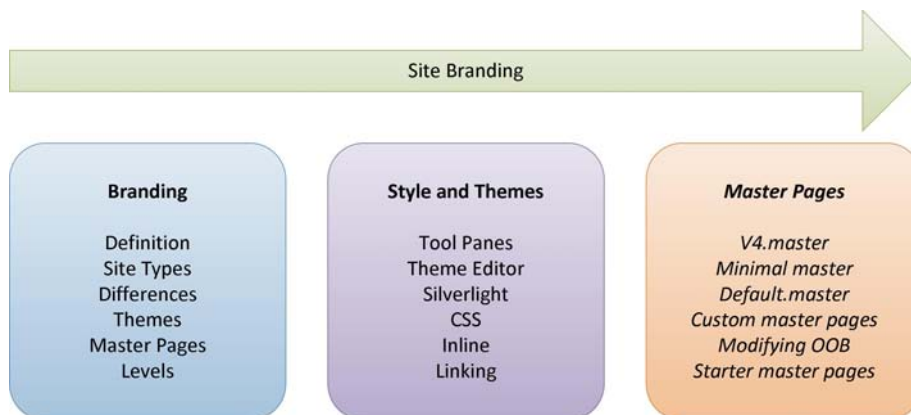 Site Branding
Branding
Definition
Site Types
Differences
Themes
Master Pages
Levels
Style and Themes
Tool Panes
Theme Editor
Silverlight
CSS
Inline
Linking
Master Pages
V4.master
Minimal master
Default.master
Custom master pages
Modifying OOB
Starter master pages